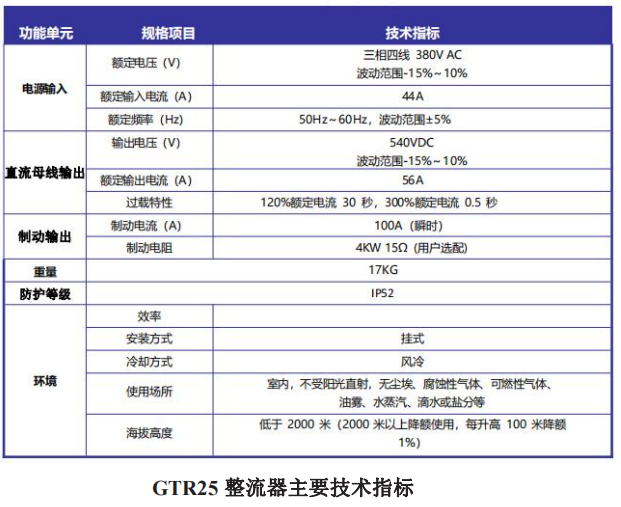 功能单元 规格项目 技术指标
电源输入 额定电压（V） 三相四线 380V AC
波动范围-15%~10%
额定输入电流（A） 44A
额定频率（Hz） 50Hz~60Hz，波动范围±5%
直流母线输出 输出电压（V） 540VDC
波动范围-15%~10%
额定输出电流（A） 56A
过载特性 120%额定电流 30 秒，300%额定电流 0.5 秒
制动输出 制动电流（A） 100A（瞬时）
制动电阻 4KW 15Ω (用户选配)
重量 17KG
防护等级 IP52
环境 效率
安装方式 挂式
冷却方式 风冷
使用场所 室内，不受阳光直射，无尘埃、腐蚀性气体、可燃性气体、
油雾、水蒸汽、滴水或盐分等
海拔高度 低于 2000 米（2000 米以上降额使用，每升高 100 米降额
1%）
GTR25 整流器主要技术指标